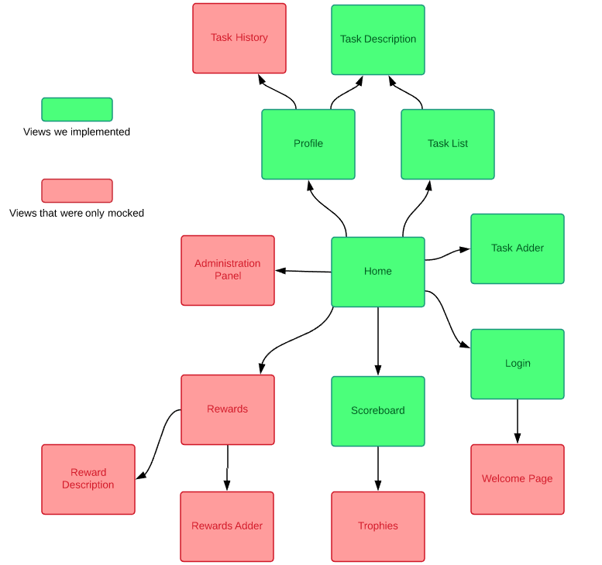 Task History
Task Description
Views we implemented
Profile
Task List
Views that were only mocked
Administration
Panel
Home
Task Adder
Login
Rewards
Scoreboard
Reward
Description
Rewards Adder
Trophies
Welcome Page